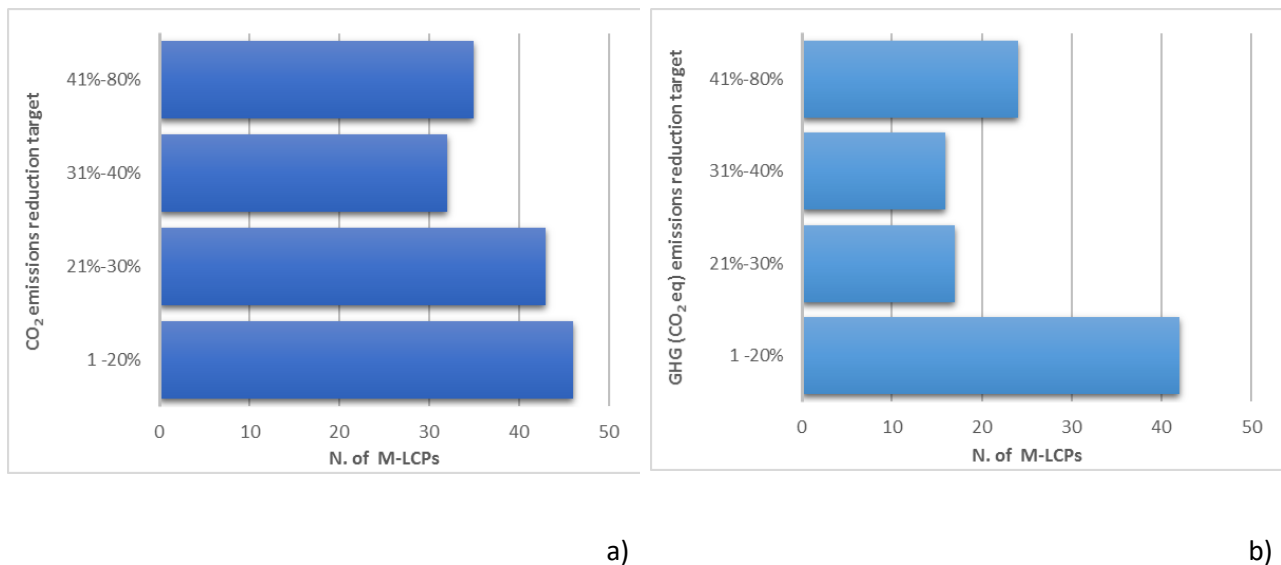 CO₂ emissions reduction target
41%-80%
31%-40%
21%-30%
1 -20%
0 10 20 30 40 50
N. of M-LCPs
a)
GHG (CO₂ eq) emissions reduction target
41%-80%
31%-40%
21%-30%
1 -20%
0 10 20 30 40 50
N. of M-LCPs
b)